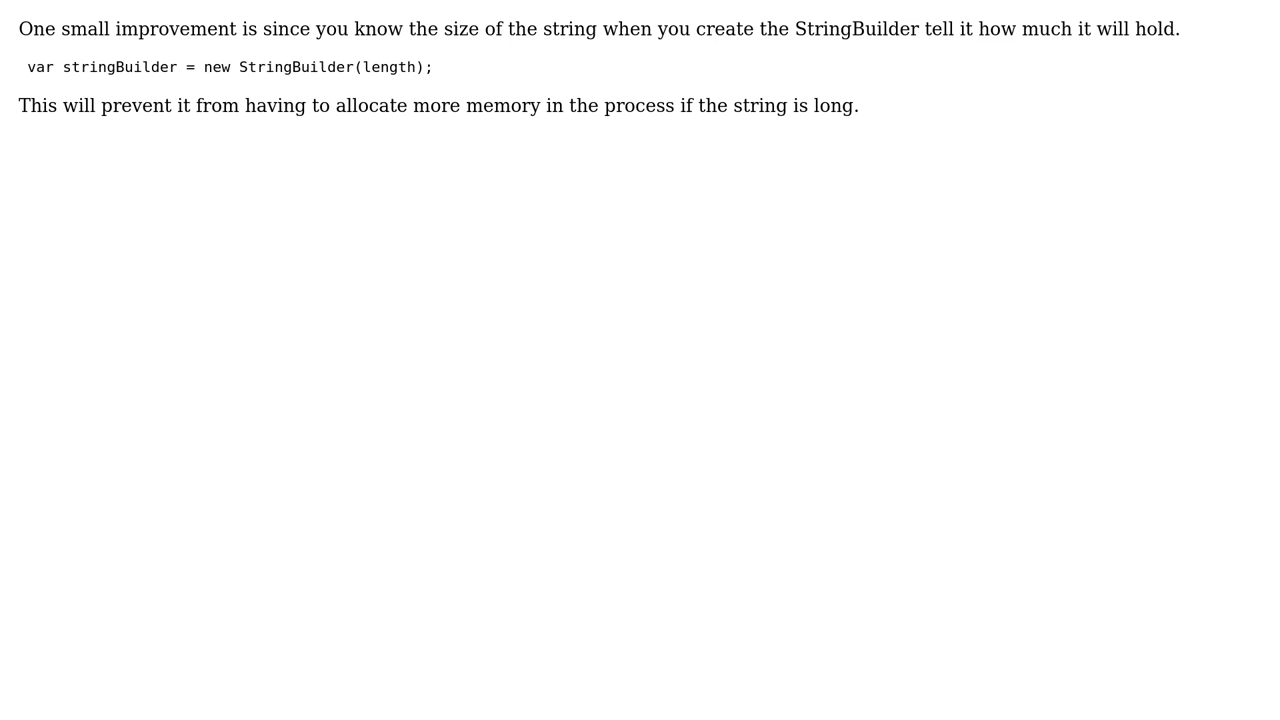 One small improvement is since you know the size of the string when you create the StringBuilder tell it how much it will hold.
var stringBuilder = new StringBuilder(length);
This will prevent it from having to allocate more memory in the process if the string is long.